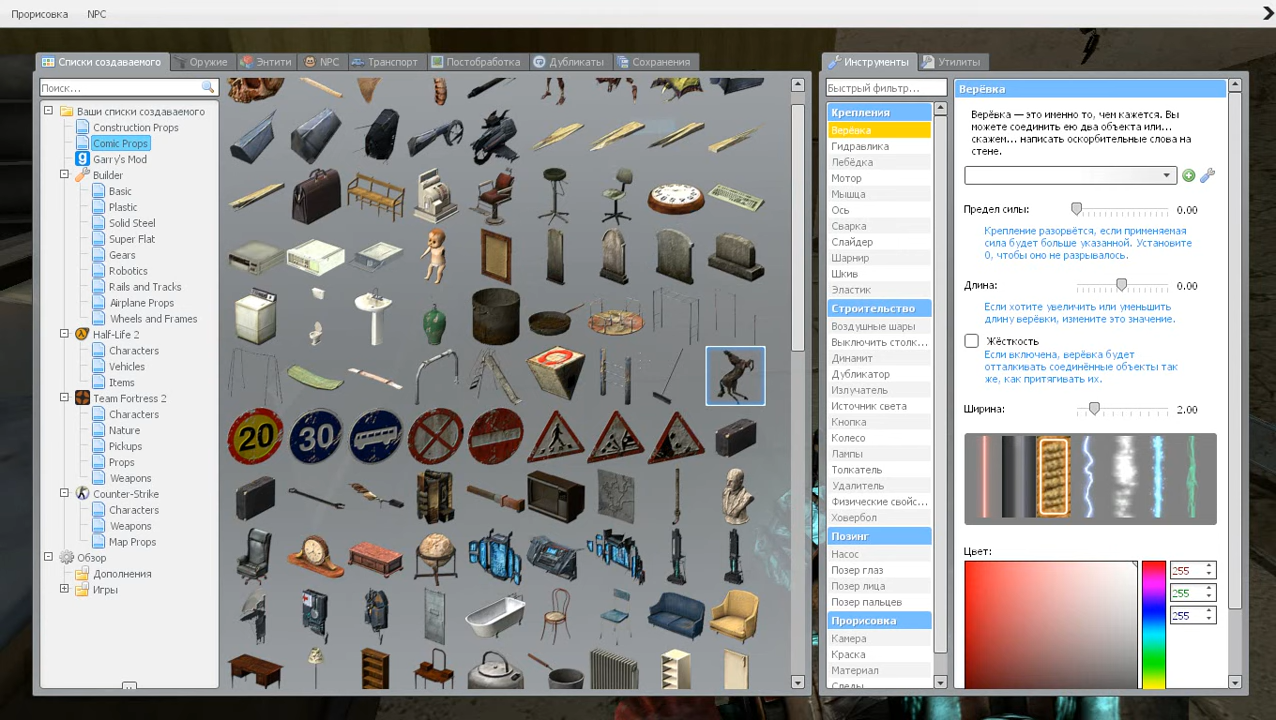 Прорисовка NPC
Списки создаваемого
Оружие
Энтити
NPC
Транспорт
Постобработка
Дубликаты
Сохранения
Поиск...
Ваши списки создаваемого
Construction Props
Comic Props
g Garry's Mod
Builder
Basic
Plastic
Solid Steel
Super Flat
Gears
Robotics
Rails and Tracks
Airplane Props
Wheels and Frames
Half-Life 2
Characters
Vehicles
Items
Team Fortress 2
Characters
Nature
Pickups
Props
Weapons
Counter-Strike
Characters
Weapons
Map Props
Обзор
Дополнения
Игры
20
30
Инструменты
Утилиты
Быстрый фильтр...
Крепления
Верёвка
Гидравлика
Лебёдка
Мотор
Мышца
Ось
Сварка
Слайдер
Шарнир
Шкив
Эластик
Строительство
Воздушные шары
Выключить столк...
Динамит
Дубликатор
Излучатель
Источник света
Кнопка
Колесо
Лампы
Толкатель
Удалитель
Физические свойс...
Ховербол
Позинг
Насос
Позер глаз
Позер лица
Позер пальцев
Прорисовка
Камера
Краска
Материал
Следы
Верёвка
Верёвка — это именно то, чем кажется. Вы
можете соединить ею два объекта или...
скажем... написать оскорбительные слова на
стене.
Предел силы: 0.00
Крепление разорвётся, если применяемая
сила будет больше указанной. Установите
0, чтобы оно не разрывалось.
Длина: 0.00
Если хотите увеличить или уменьшить
длину верёвки, измените это значение.
Жёсткость
Если включена, верёвка будет
отталкивать соединённые объекты так
же, как притягивать их.
Ширина: 2.00
Цвет:
255
255
255